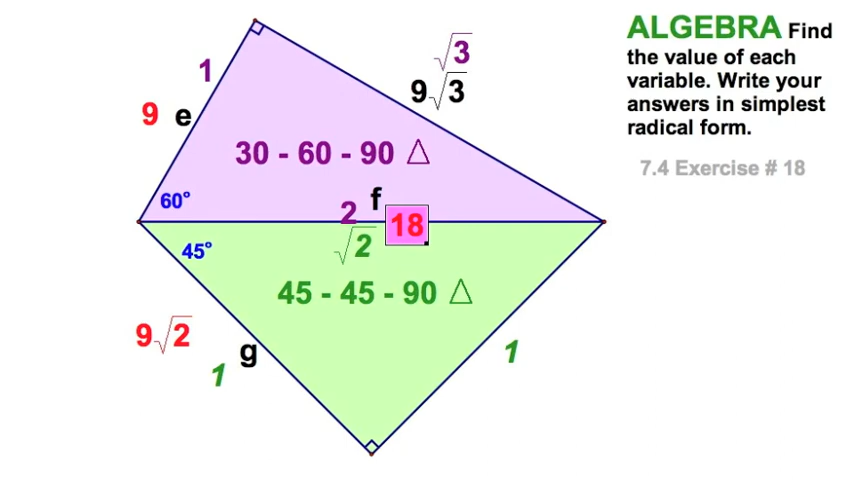 ALGEBRA Find
the value of each
variable. Write your
answers in simplest
radical form.
7.4 Exercise # 18
√3
9√3
1
9 e
30 - 60 - 90 △
60°
f
2
18
√2
45°
45 - 45 - 90 △
9√2
g
1
1